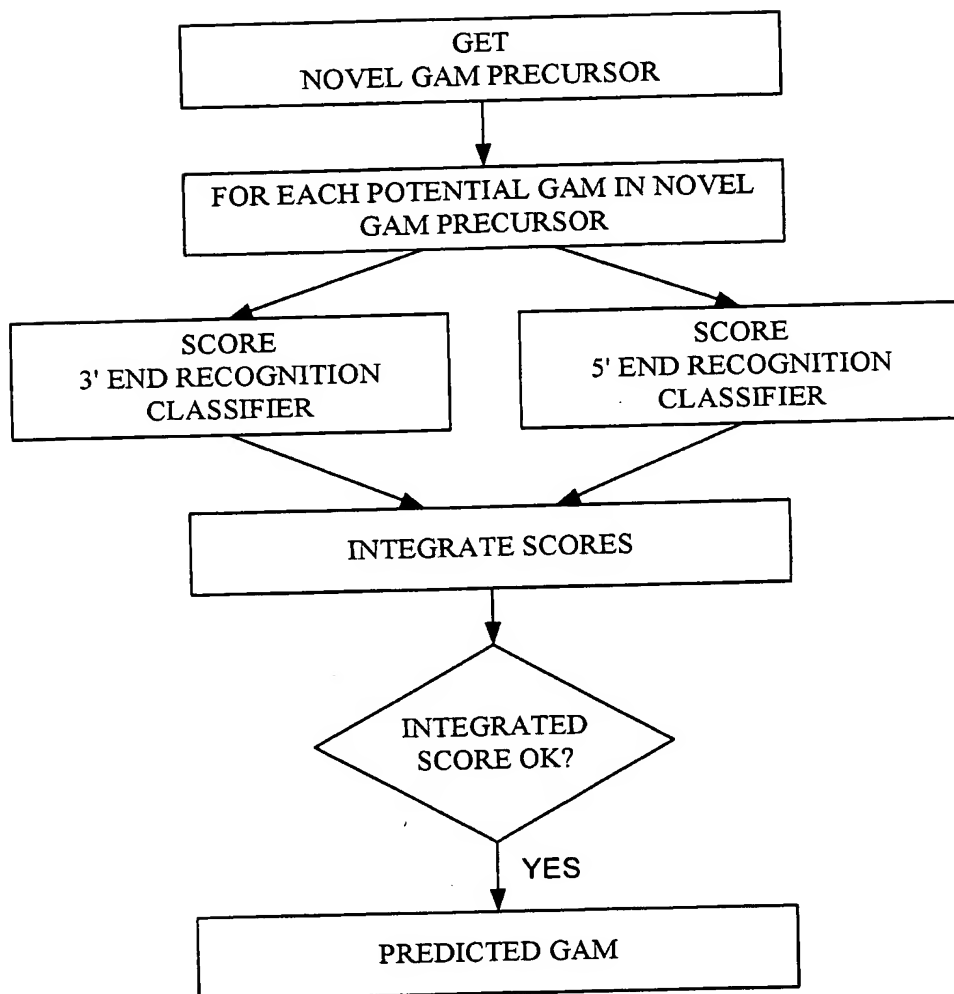 GET
NOVEL GAM PRECURSOR
FOR EACH POTENTIAL GAM IN NOVEL
GAM PRECURSOR
SCORE
3' END RECOGNITION
CLASSIFIER
SCORE
5' END RECOGNITION
CLASSIFIER
INTEGRATE SCORES
INTEGRATED
SCORE OK?
YES
PREDICTED GAM